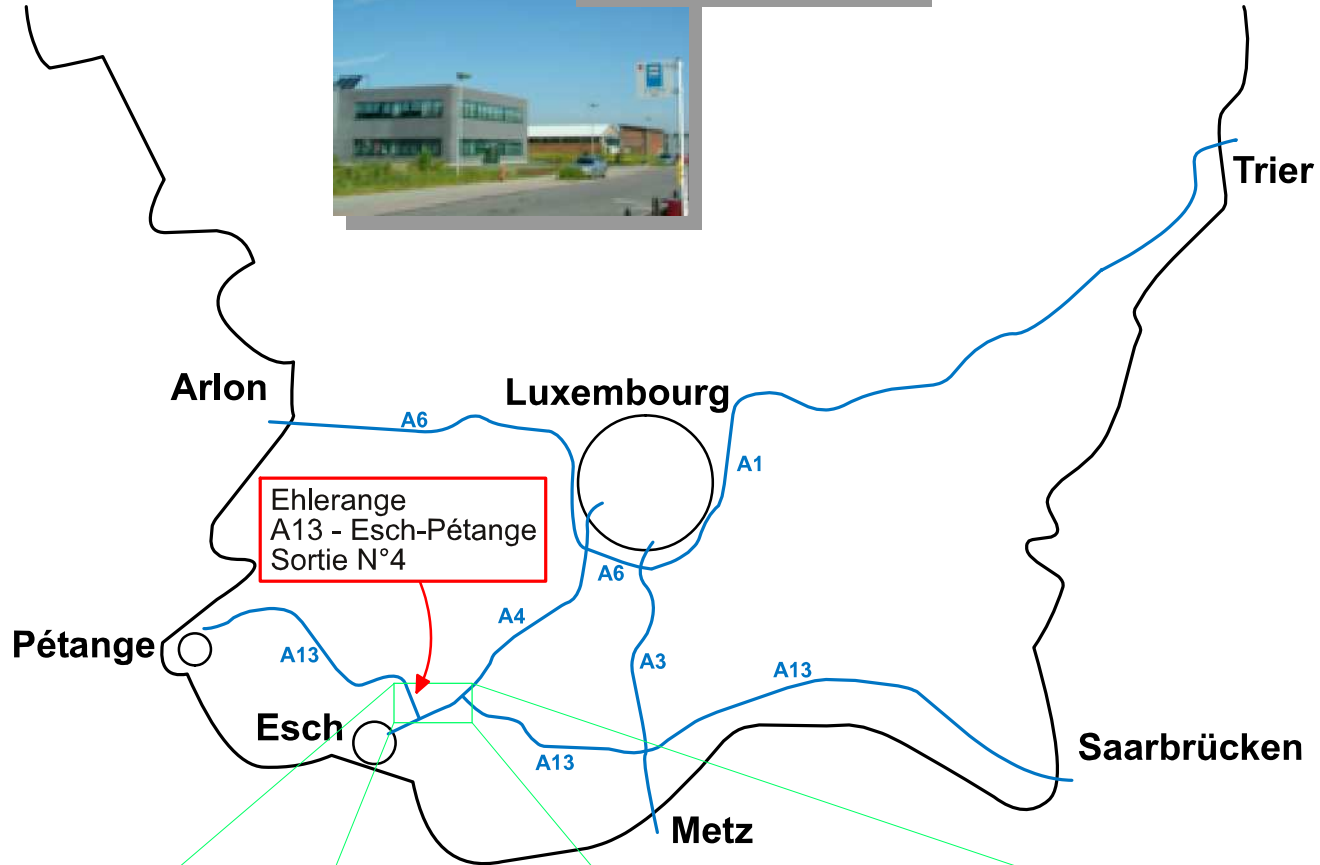 Trier
Arlon
Luxembourg
A6
A1
Ehlerange
A13 - Esch-Pétange
Sortie N°4
A6
A4
Pétange
A13
A3
A13
Esch
A13
Saarbrücken
Metz